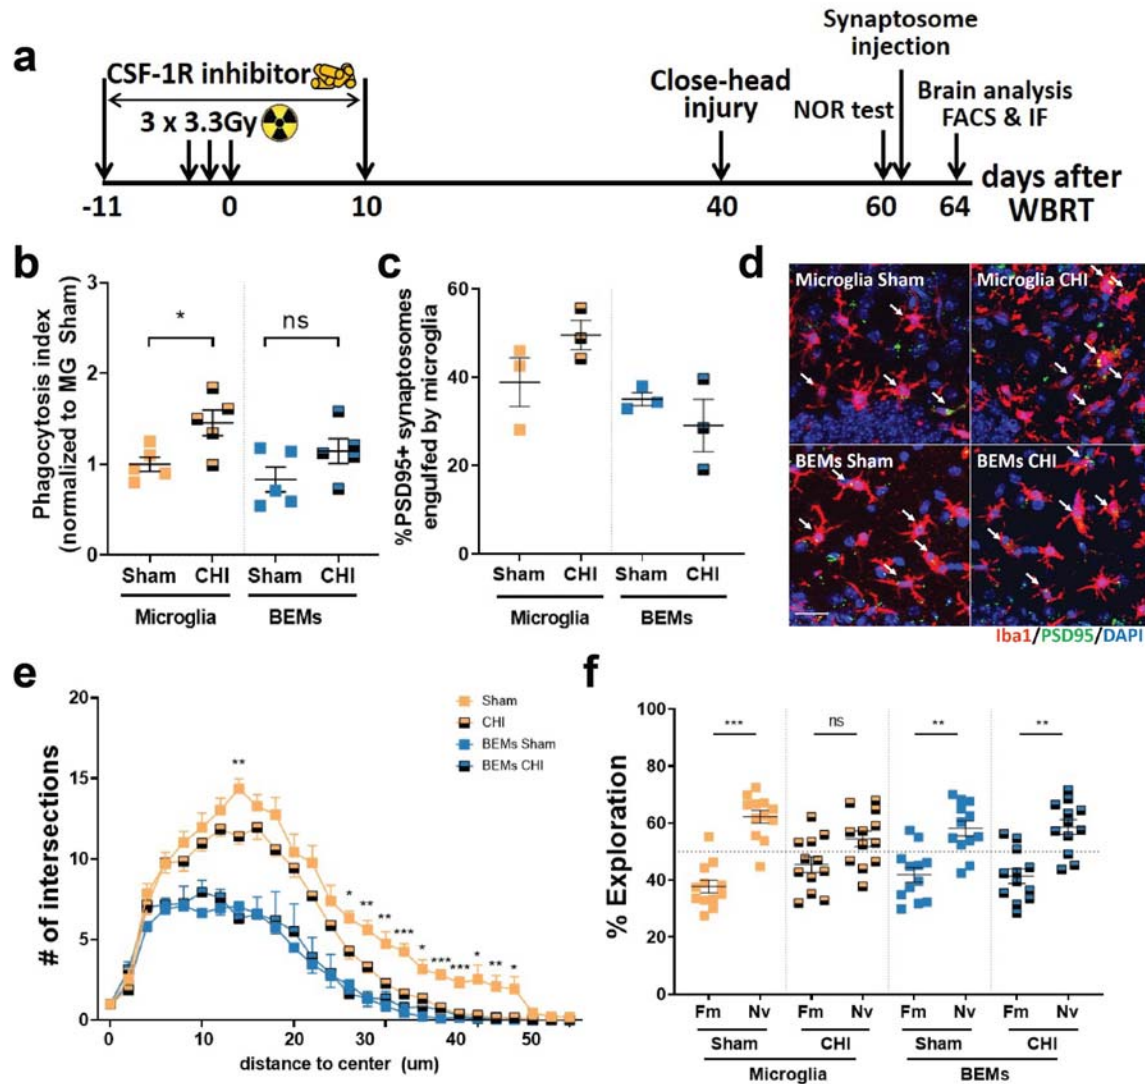 a
CSF-1R inhibitor
3 x 3.3Gy
Close-head
injury
NOR test
Synaptosome
injection
Brain analysis
FACS & IF
-11
0
10
40
60
64
days after
WBRT
b
Phagocytosis index
(normalized to MG Sham)
3
2
1
0
*
ns
Sham
CHI
Sham
CHI
Microglia
BEMs
c
%PSD95+ synaptosomes
engulfed by microglia
60
40
20
0
Sham
CHI
Sham
CHI
Microglia
BEMs
d
Microglia Sham
Microglia CHI
BEMs Sham
BEMs CHI
Iba1/PSD95/DAPI
e
# of intersections
20
15
10
5
0
Sham
CHI
BEMs Sham
BEMs CHI
**
*
**
**
***
*
***
***
*
**
*
0
10
20
30
40
50
distance to center (um)
f
% Exploration
100
80
60
40
20
0
***
ns
**
**
Fm
Nv
Fm
Nv
Fm
Nv
Fm
Nv
Sham
CHI
Sham
CHI
Microglia
BEMs